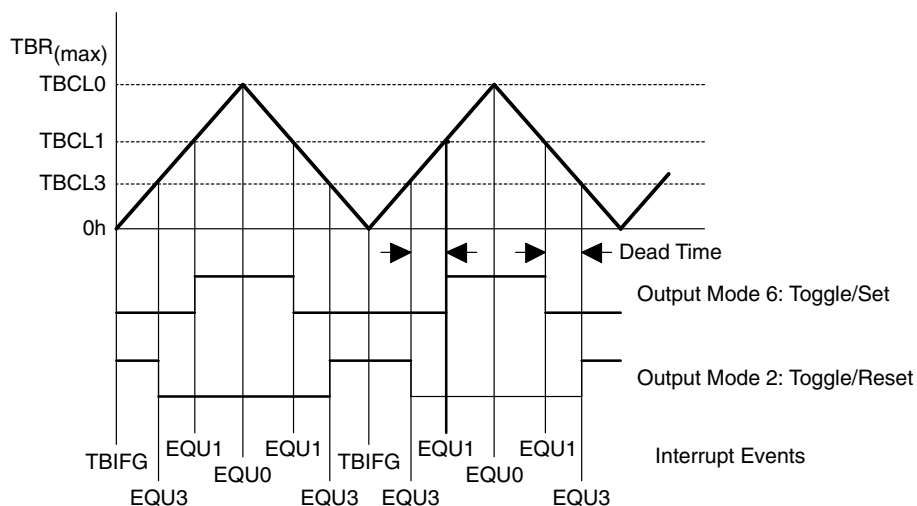 TBR(max)
TBCL0
TBCL1
TBCL3
0h
Dead Time
Output Mode 6: Toggle/Set
Output Mode 2: Toggle/Reset
EQU1 EQU1 EQU1 EQU1
TBIFG EQU0 TBIFG EQU0 Interrupt Events
EQU3 EQU3 EQU3 EQU3